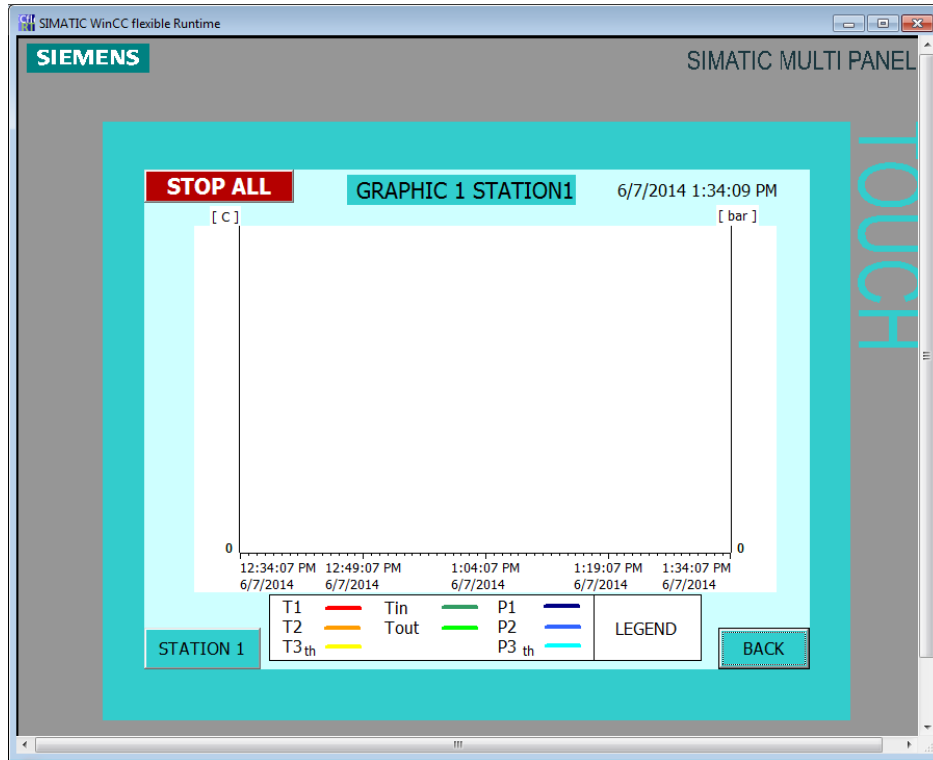 SIMATIC WinCC flexible Runtime
SIEMENS
SIMATIC MULTI PANEL
TOUCH
STOP ALL
GRAPHIC 1 STATION1
6/7/2014 1:34:09 PM
[ C ]
[ bar ]
0
0
12:34:07 PM 12:49:07 PM 1:04:07 PM 1:19:07 PM 1:34:07 PM
6/7/2014 6/7/2014 6/7/2014 6/7/2014 6/7/2014
T1 Tin P1
T2 Tout P2
T3 th P3 th
LEGEND
STATION 1
BACK